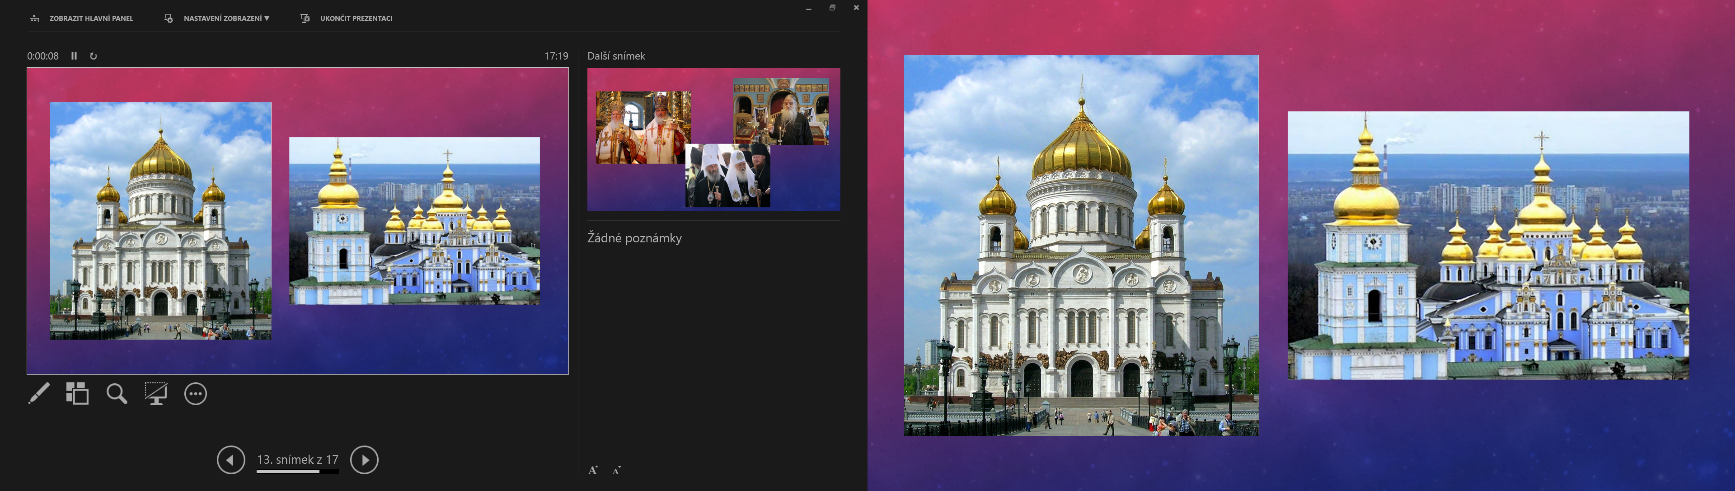 ZOBRAZIT HLAVNÍ PANEL
NASTAVENÍ ZOBRAZENÍ ▼
UKONČIT PREZENTACI
0:00:08
17:19
Další snímek
Žádné poznámky
13. snímek z 17
A A